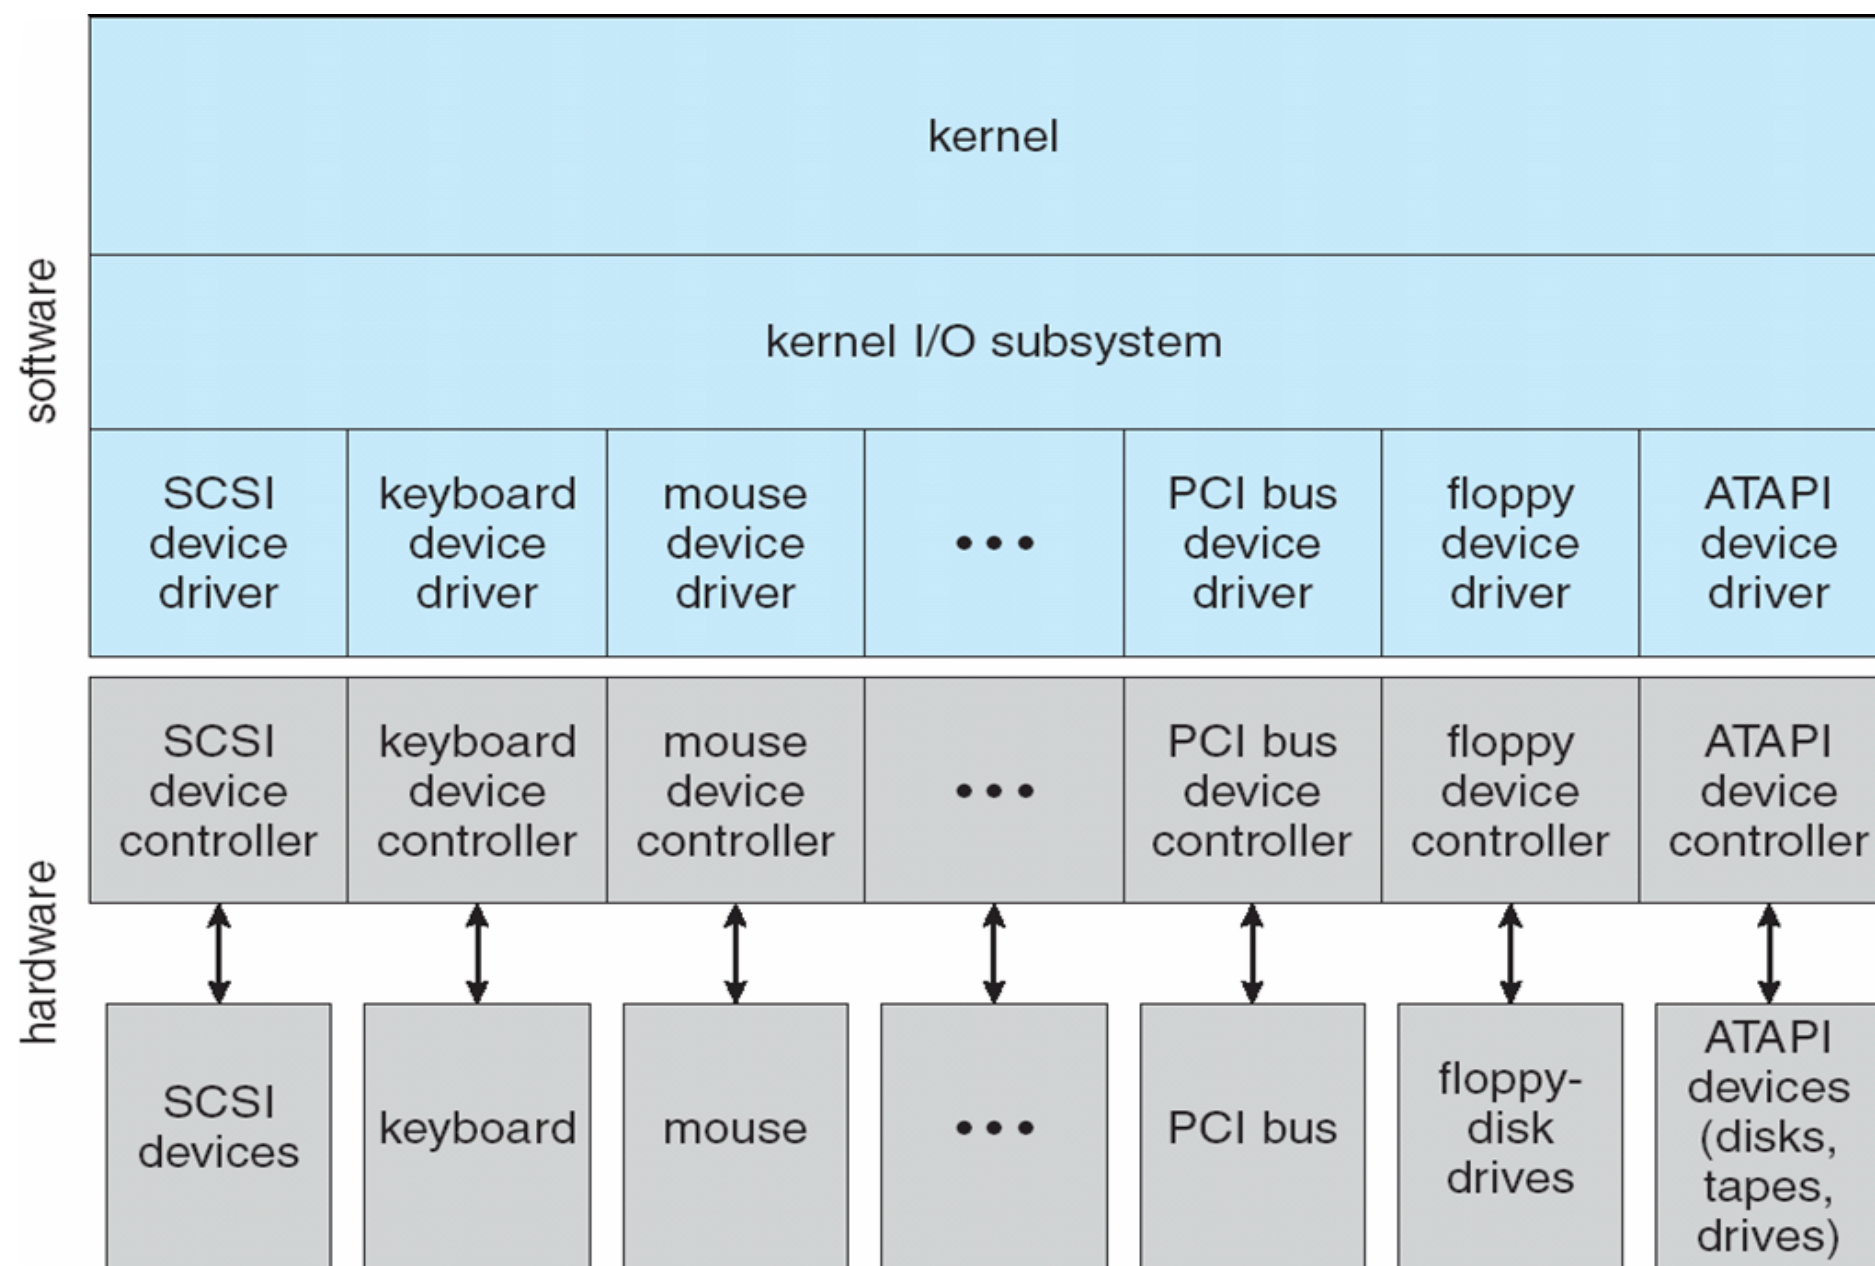 kernel
kernel I/O subsystem
software
SCSI
device
driver
keyboard
device
driver
mouse
device
driver
•••
PCI bus
device
driver
floppy
device
driver
ATAPI
device
driver
SCSI
device
controller
keyboard
device
controller
mouse
device
controller
•••
PCI bus
device
controller
floppy
device
controller
ATAPI
device
controller
hardware
SCSI
devices
keyboard
mouse
•••
PCI bus
floppy-
disk
drives
ATAPI
devices
(disks,
tapes,
drives)